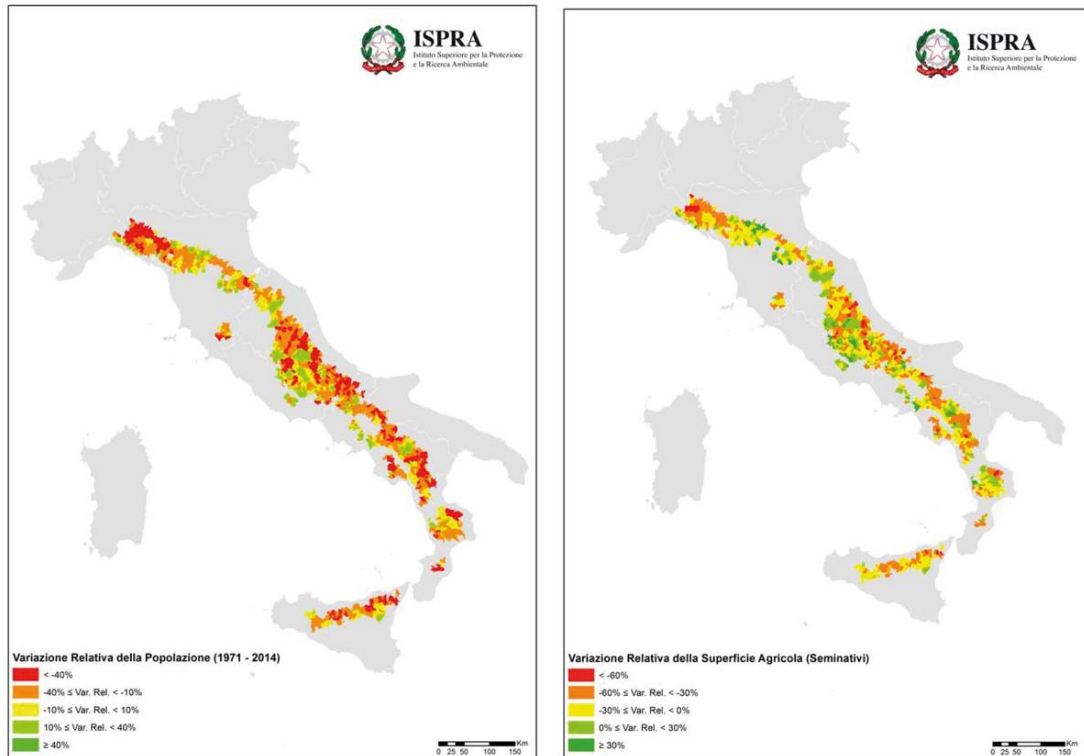 ISPRA
Istituto Superiore per la Protezione
e la Ricerca Ambientale
Variazione Relativa della Popolazione (1971 - 2014)
< -40%
-40% ≤ Var. Rel. < -10%
-10% ≤ Var. Rel. < 10%
10% ≤ Var. Rel. < 40%
≥ 40%
Km
0 25 50 100 150
ISPRA
Istituto Superiore per la Protezione
e la Ricerca Ambientale
Variazione Relativa della Superficie Agricola (Seminativi)
< -60%
-60% ≤ Var. Rel. < -30%
-30% ≤ Var. Rel. < 0%
0% ≤ Var. Rel. < 30%
≥ 30%
Km
0 25 50 100 150